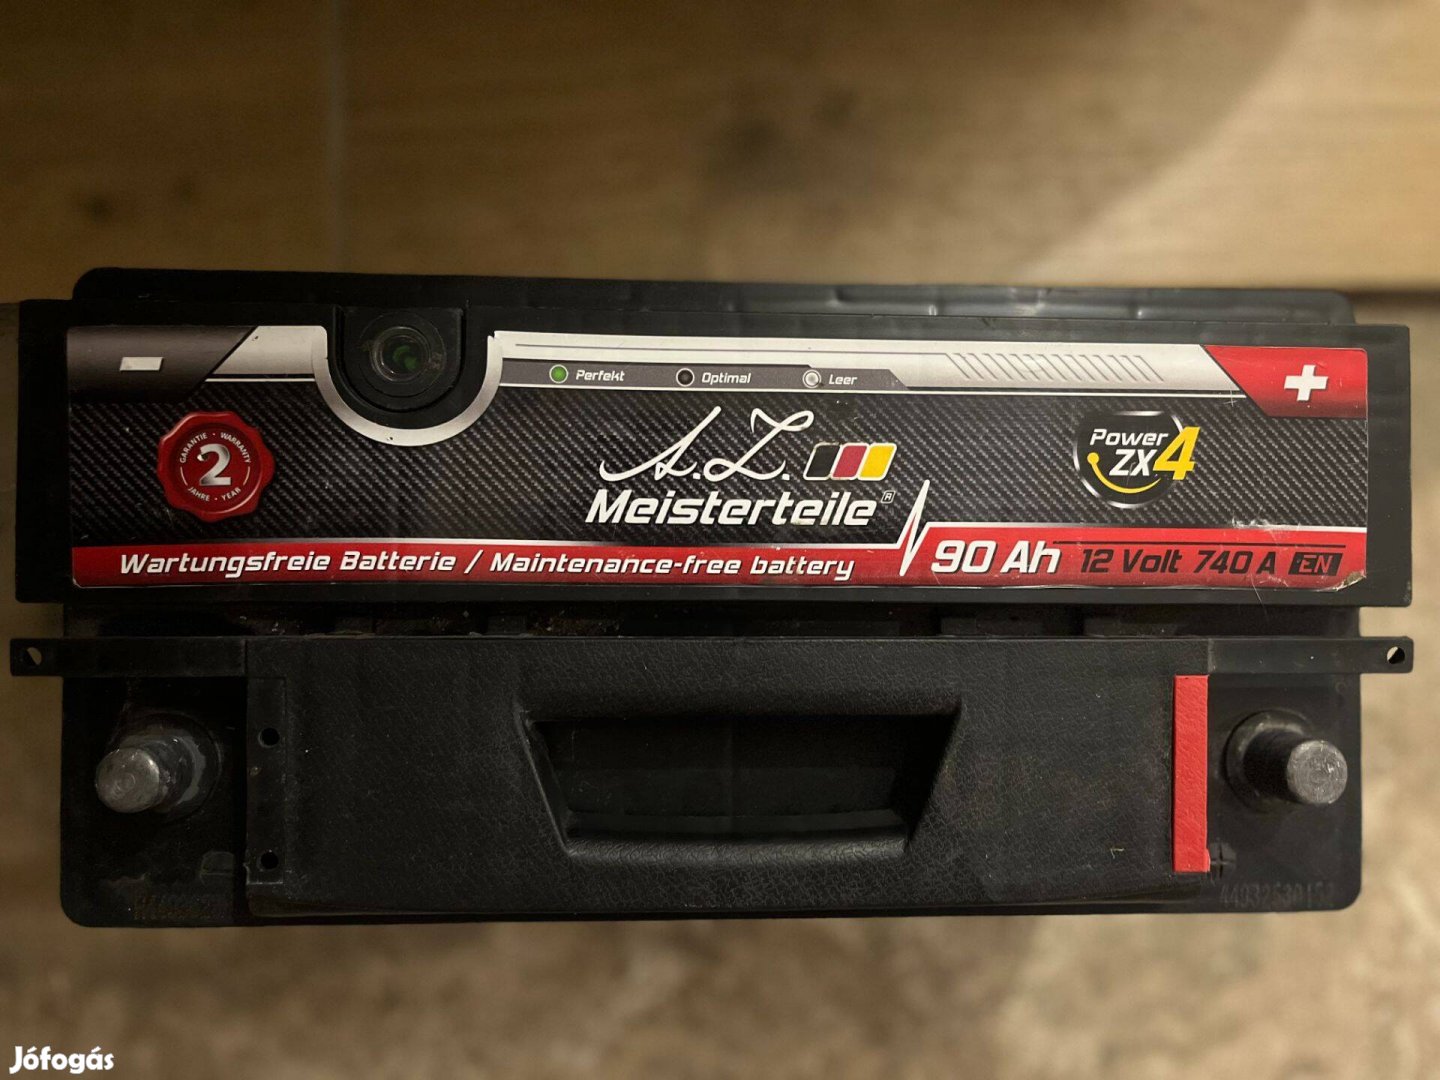 -
+
Perfekt
Optimal
Leer
GARANTIE • WARRANTY
2
JAHRE • YEAR
A.Z.
Meisterteile®
Power
ZX4
Wartungsfreie Batterie / Maintenance-free battery
90 Ah 12 Volt 740 A EN
+
Jófogás